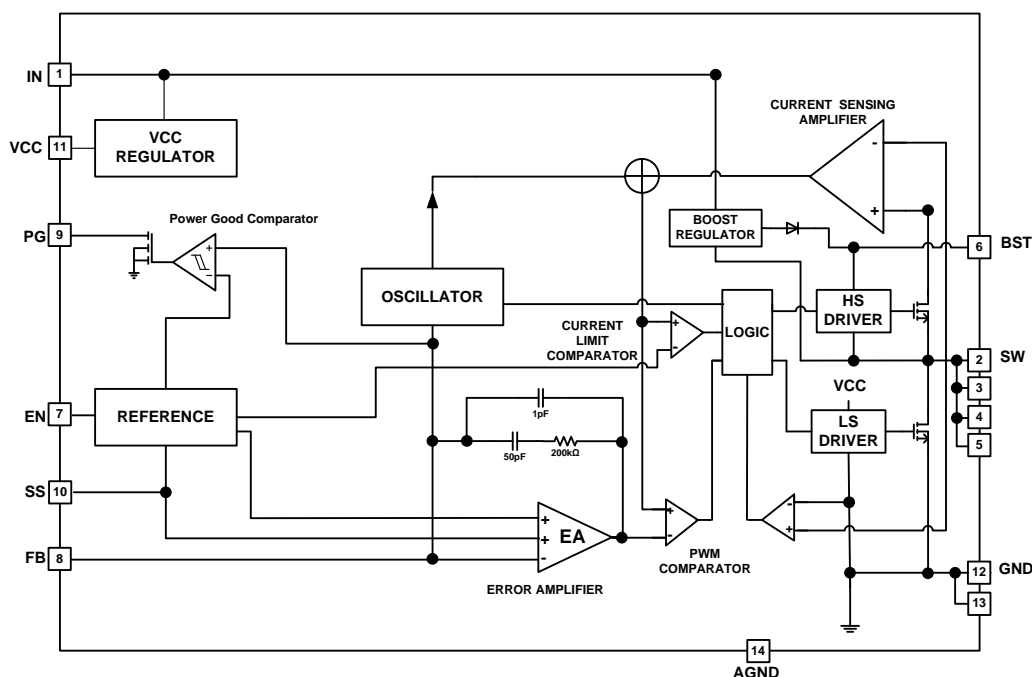 IN
1
VCC
11
VCC
REGULATOR
CURRENT SENSING
AMPLIFIER
-
+
PG
9
Power Good Comparator
+
-
BOOST
REGULATOR
6
BST
OSCILLATOR
HS
DRIVER
LOGIC
CURRENT
LIMIT
COMPARATOR
+
-
2
SW
3
4
5
VCC
LS
DRIVER
EN
7
REFERENCE
1pF
50pF
200kΩ
SS
10
+
+
-
EA
ERROR AMPLIFIER
+
-
PWM
COMPARATOR
-
+
FB
8
12
GND
13
14
AGND